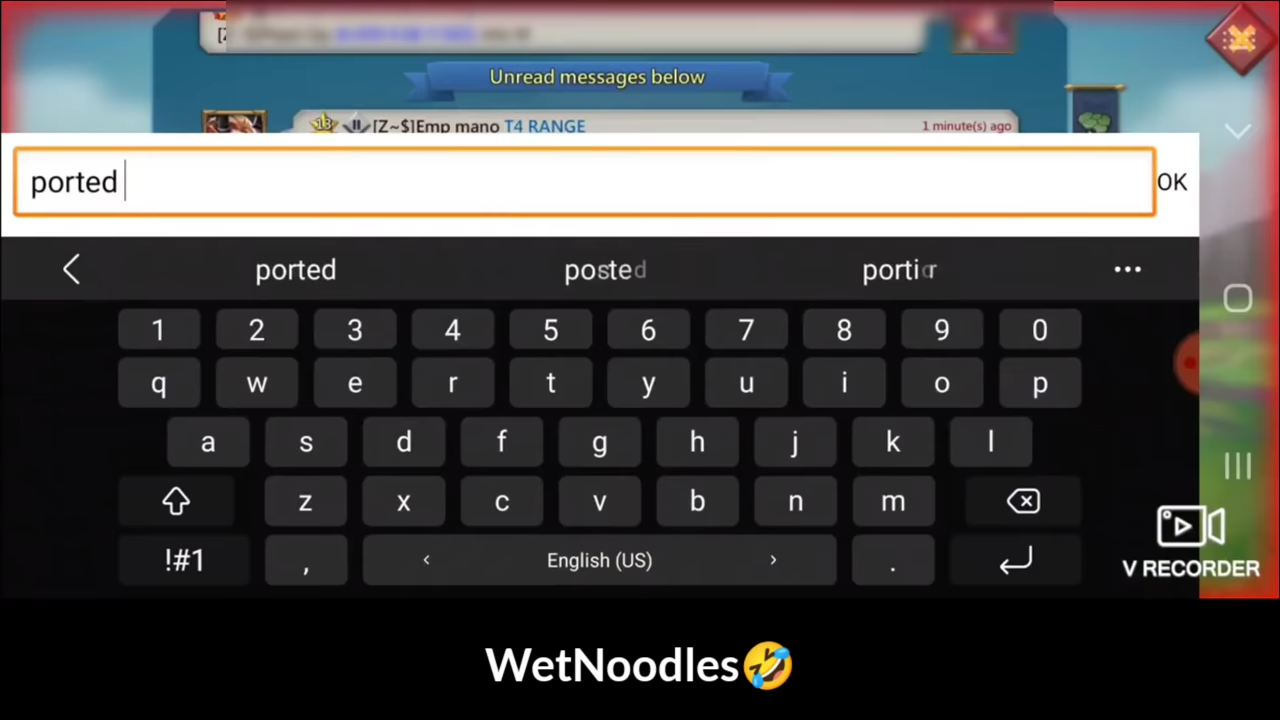 Unread messages below
13
[Z~$]Emp mano T4 RANGE
1 minute(s) ago
ported
OK
ported posted
1 2 3 4 5 6 7 8 9 0
q w e r t y u i o p
a s d f g h j k l
z x c v b n m
!#1 , < English (US) > .
V RECORDER
WetNoodles🤣